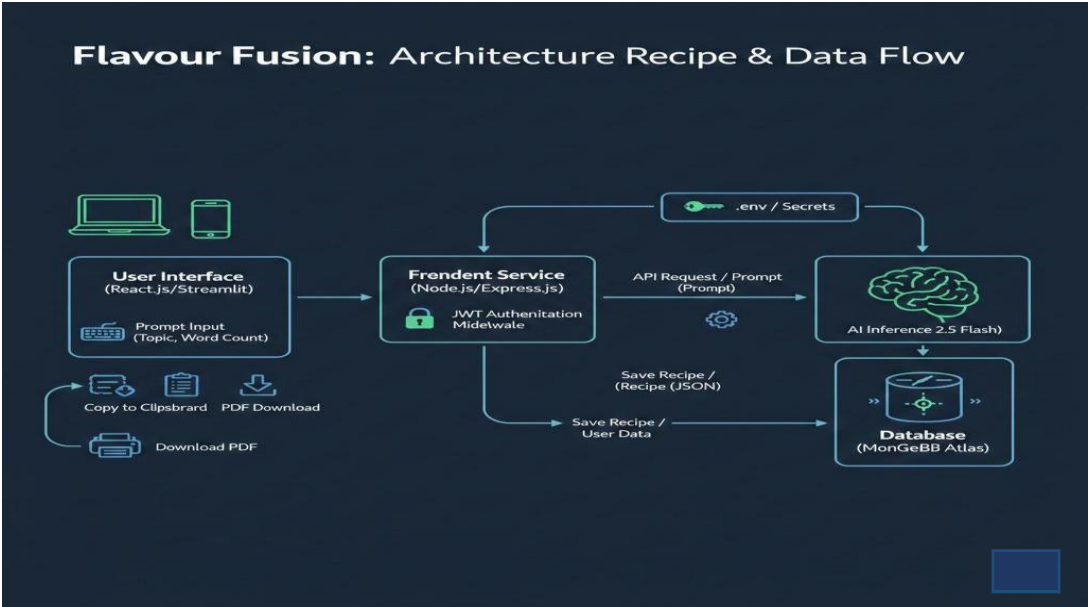 Flavour Fusion: Architecture Recipe & Data Flow
.env / Secrets
User Interface
(React.js/Streamlit)
Prompt Input
(Topic, Word Count)
Copy to Clipsbrard
PDF Download
Download PDF
Frendent Service
(Node.js/Express.js)
JWT Authenitation
Midelwale
API Request / Prompt
(Prompt)
AI Inference 2.5 Flash)
Save Recipe /
(Recipe (JSON)
Save Recipe /
User Data
Database
(MonGeBB Atlas)